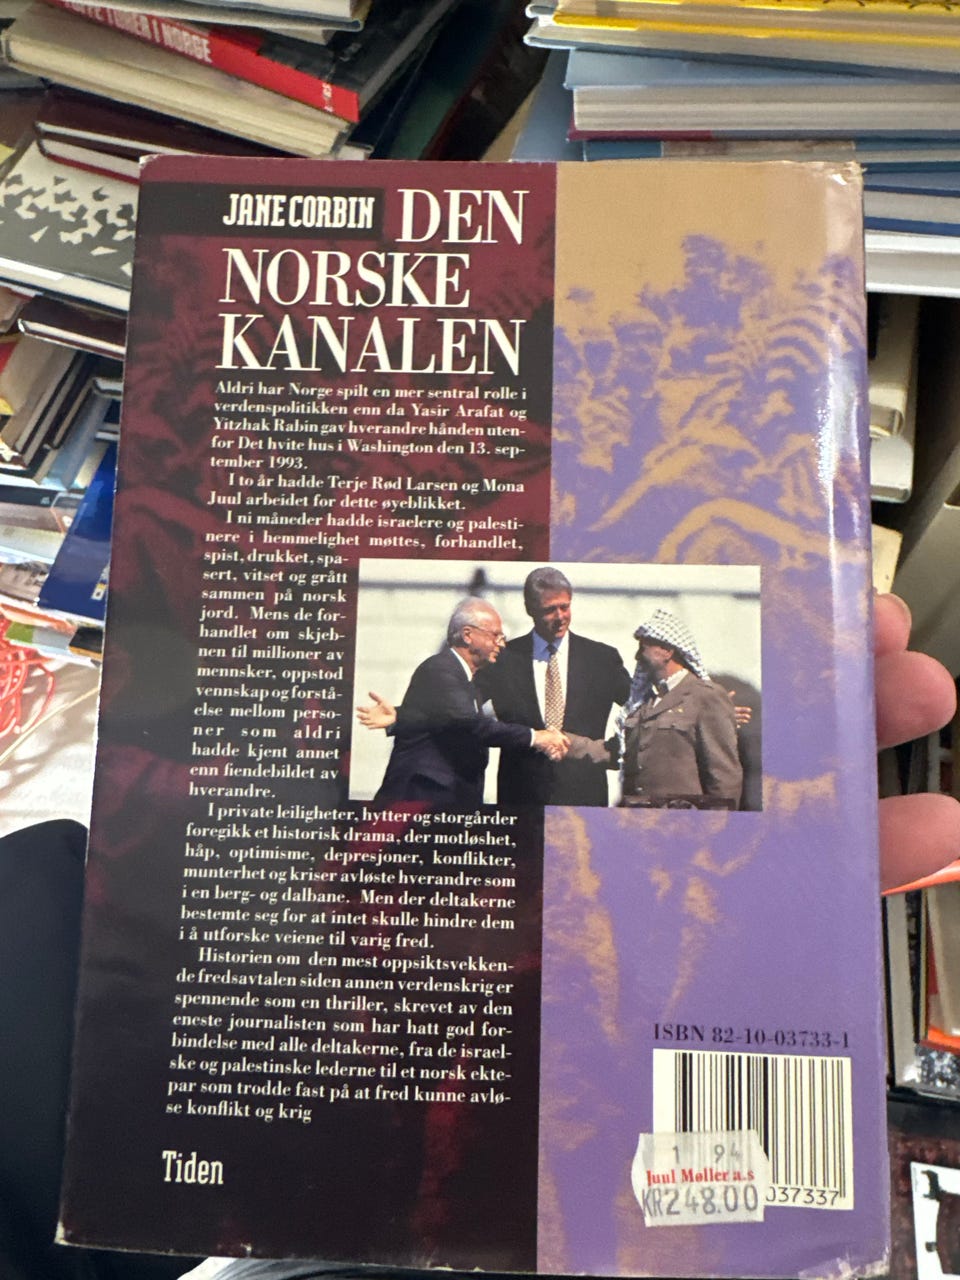 I NORGE
JANE CORBIN
DEN
NORSKE
KANALEN
Aldri har Norge spilt en mer sentral rolle i
verdenspolitikken enn da Yasir Arafat og
Yitzhak Rabin gav hverandre hånden uten-
for Det hvite hus i Washington den 13. sep-
tember 1993.
I to år hadde Terje Rød Larsen og Mona
Juul arbeidet for dette øyeblikket.
I ni måneder hadde israelere og palesti-
nere i hemmelighet møttes, forhandlet,
spist, drukket, spa-
sert, vitset og grått
sammen på norsk
jord. Mens de for-
handlet om skjeb-
nen til millioner av
mennsker, oppstod
vennskap og forstå-
else mellom perso-
ner som aldri
hadde kjent annet
enn fiendebildet av
hverandre.
I private leiligheter, hytter og storgårder
foregikk et historisk drama, der motløshet,
håp, optimisme, depresjoner, konflikter,
munterhet og kriser avløste hverandre som
i en berg- og dalbane. Men der deltakerne
bestemte seg for at intet skulle hindre dem
i å utforske veiene til varig fred.
Historien om den mest oppsiktsvekken-
de fredsavtalen siden annen verdenskrig er
spennende som en thriller, skrevet av den
eneste journalisten som har hatt god for-
bindelse med alle deltakerne, fra de israel-
ske og palestinske lederne til et norsk ekte-
par som trodde fast på at fred kunne avlø-
se konflikt og krig
Tiden
ISBN 82-10-03733-1
1 94
Juul Møller a.s
KR248.00
037337